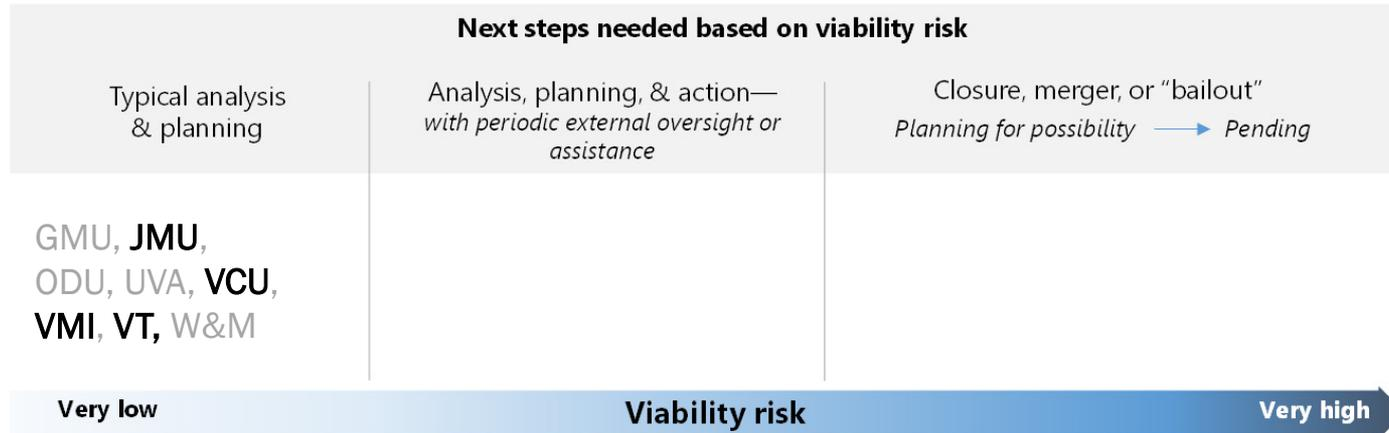 Next steps needed based on viability risk
Typical analysis
& planning
Analysis, planning, & action—
with periodic external oversight or
assistance
Closure, merger, or “bailout”
Planning for possibility
Pending
GMU, JMU,
ODU, UVA, VCU,
VMI, VT, W&M
Very low
Viability risk
Very high